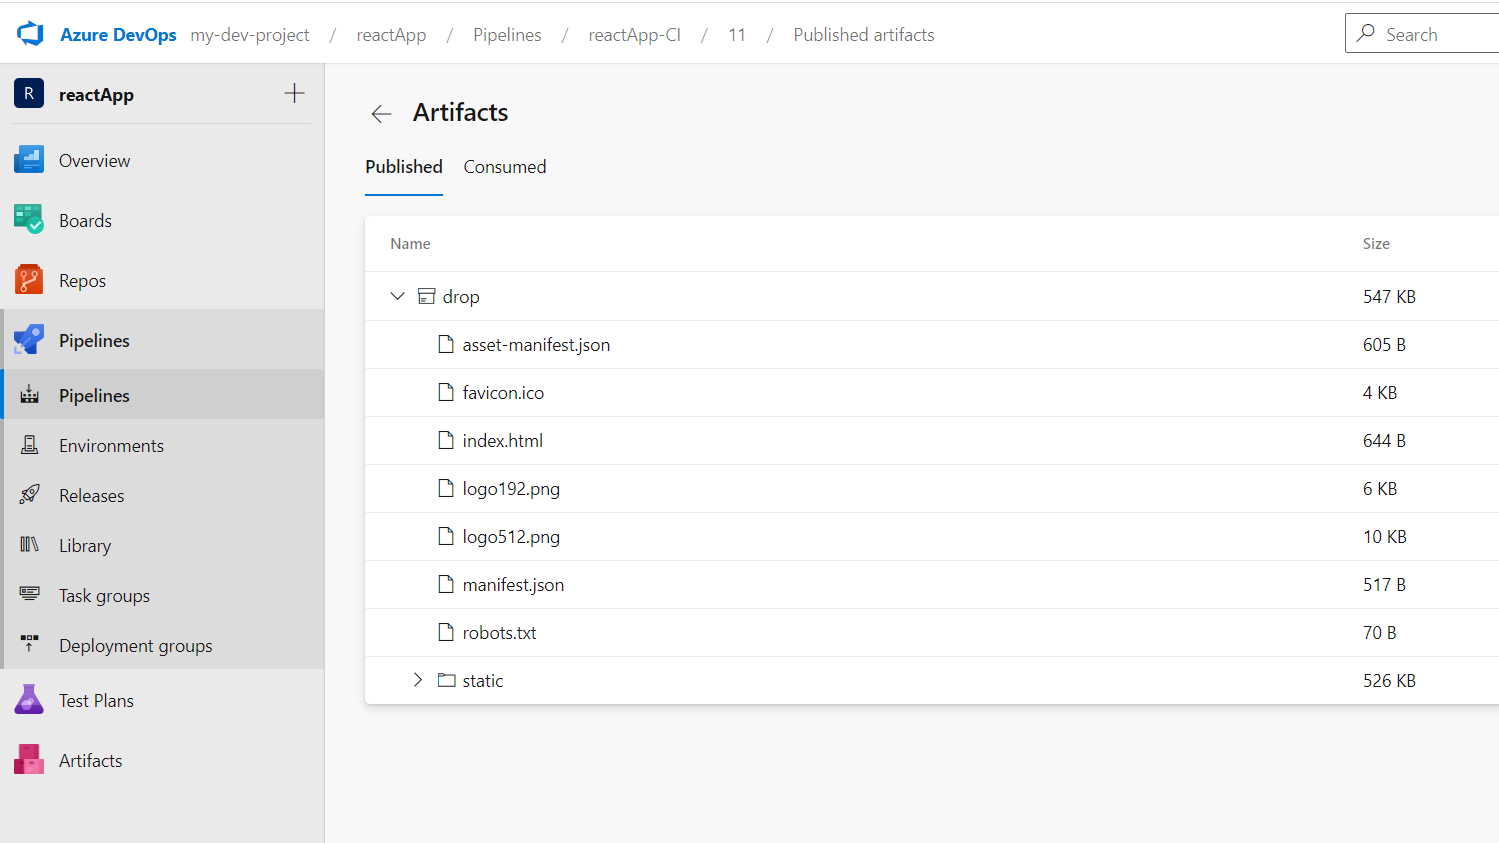 Azure DevOps my-dev-project / reactApp / Pipelines / reactApp-CI / 11 / Published artifacts Search
R reactApp
Overview
Boards
Repos
Pipelines
Pipelines
Environments
Releases
Library
Task groups
Deployment groups
Test Plans
Artifacts
Artifacts
Published Consumed
Name Size
drop 547 KB
asset-manifest.json 605 B
favicon.ico 4 KB
index.html 644 B
logo192.png 6 KB
logo512.png 10 KB
manifest.json 517 B
robots.txt 70 B
static 526 KB